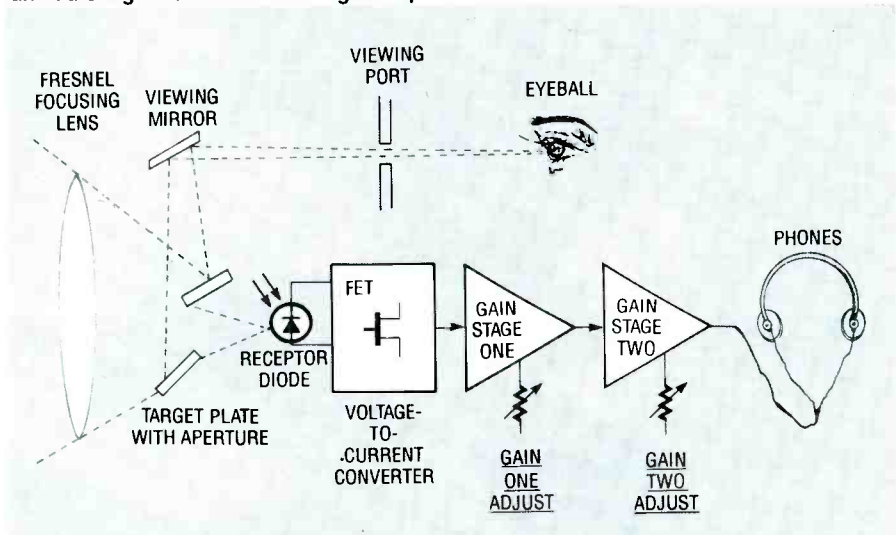 FRESNEL
FOCUSING
LENS
VIEWING
MIRROR
VIEWING
PORT
EYEBALL
FET
RECEPTOR
DIODE
TARGET PLATE
WITH APERTURE
VOLTAGE-
TO-
CURRENT
CONVERTER
GAIN
STAGE
ONE
GAIN
STAGE
TWO
GAIN
ONE
ADJUST
GAIN
TWO
ADJUST
PHONES